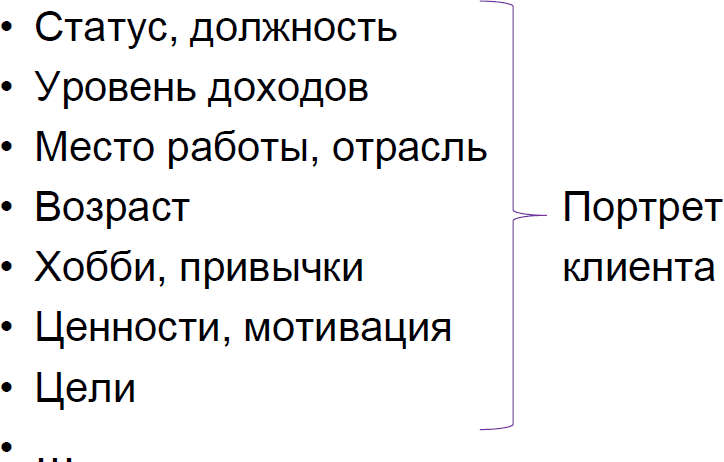 • Статус, должность
• Уровень доходов
• Место работы, отрасль
• Возраст
• Хобби, привычки
• Ценности, мотивация
• Цели
• ...
Портрет
клиента